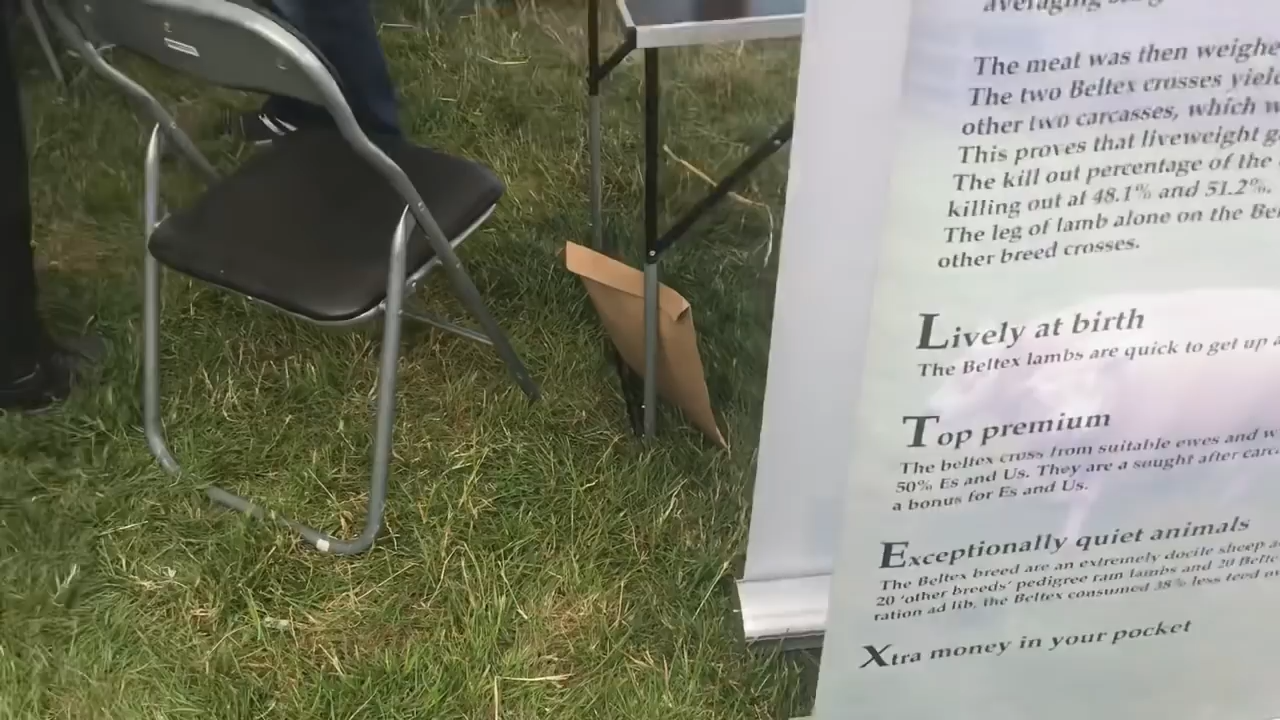 averaging
The meat was then weighe
The two Beltex crosses yield
other two carcasses, which w
This proves that liveweight g
The kill out percentage of the
killing out at 48.1% and 51.2%.
The leg of lamb alone on the Be
other breed crosses.
Lively at birth
The Beltex lambs are quick to get up a
Top premium
The beltex cross from suitable ewes and w
50% Es and Us. They are a sought after carc
a bonus for Es and Us.
Exceptionally quiet animals
The Beltex breed are an extremely docile sheep a
20 'other breeds' pedigree ram lambs and 20 Belte
ration ad lib, the Beltex consumed 38% less feed ov
Xtra money in your pocket